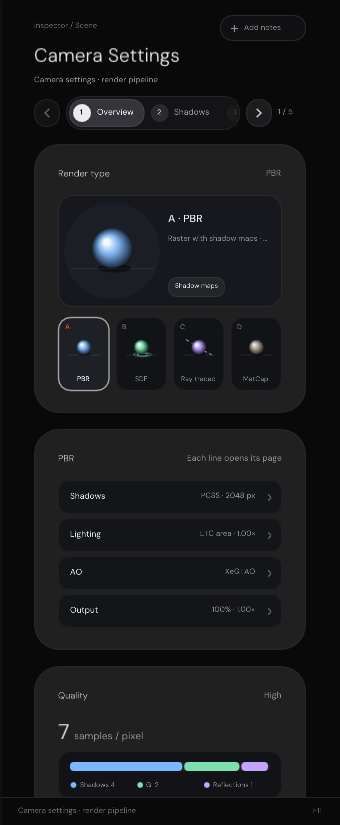 Inspector / Scene
Add notes
Camera Settings
Camera settings · render pipeline
1 Overview 2 Shadows 3
1 / 5
Render type PBR
A · PBR
Raster with shadow maps · …
Shadow maps
A B C D
PBR SDF Ray traced MatCap
PBR Each line opens its page
Shadows PCSS · 2048 px
Lighting LTC area · 1.00×
AO XeGTAO
Output 100% · 1.00×
Quality High
7 samples / pixel
Shadows 4 GI 2 Reflections 1
Camera settings · render pipeline